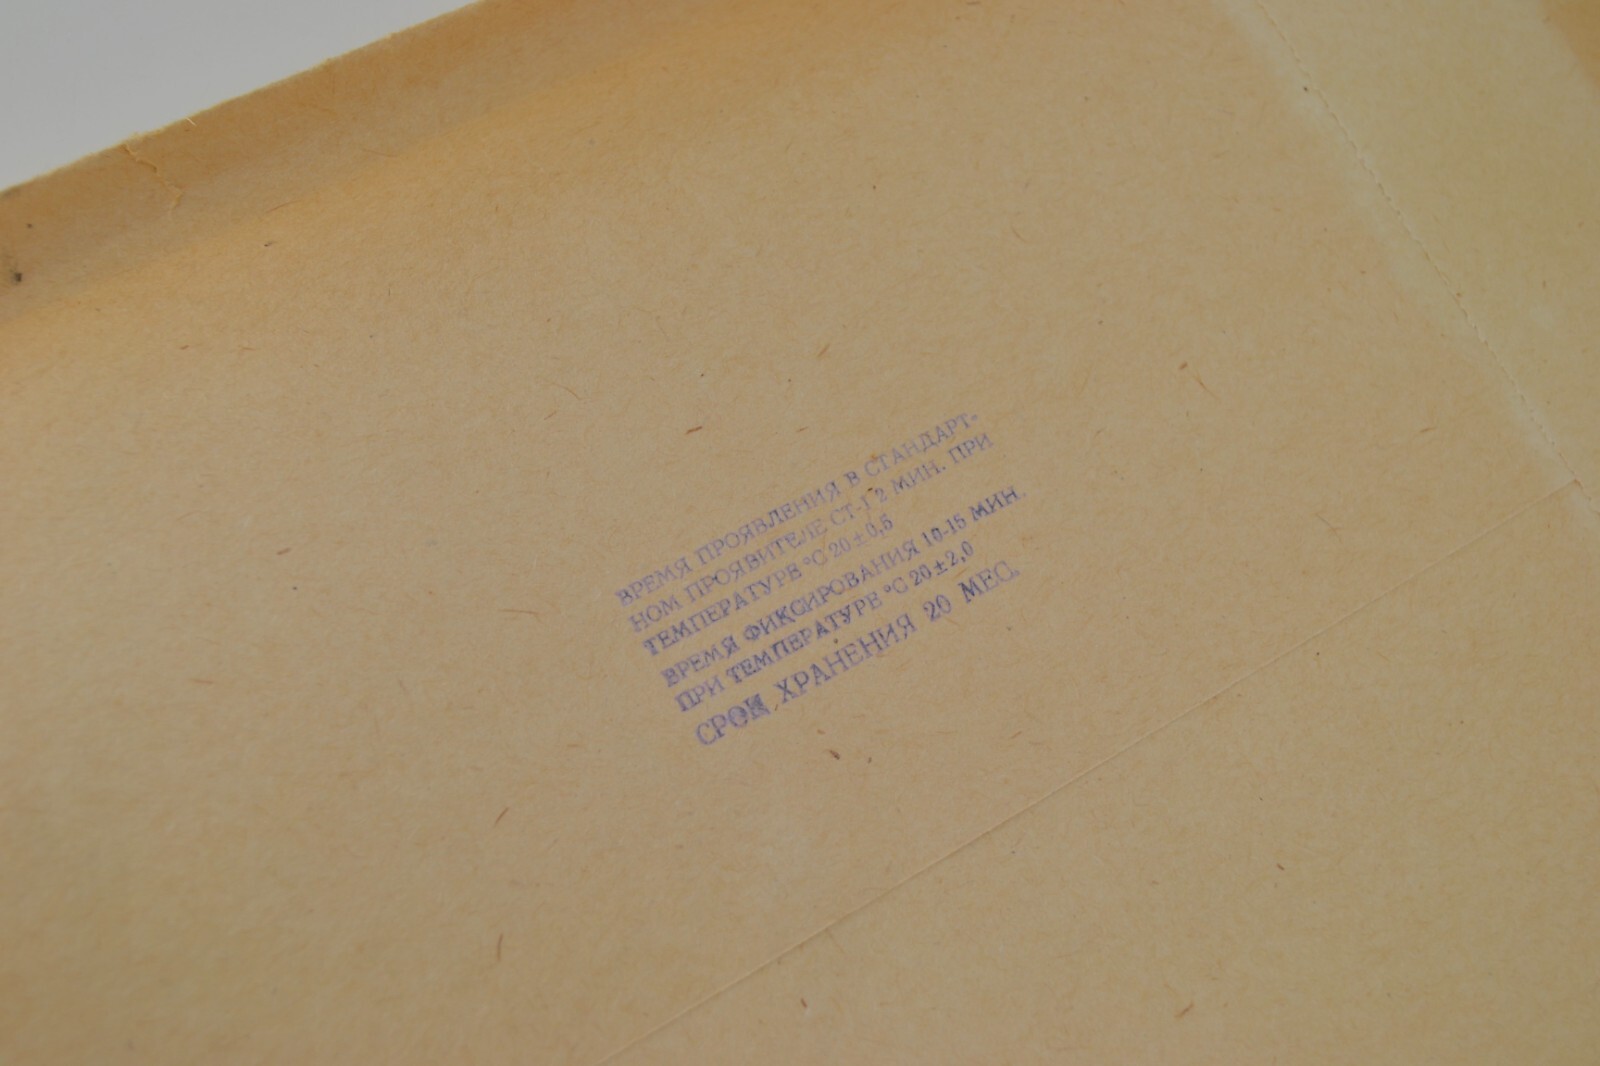 ВРЕМЯ ПРОЯВЛЕНИЯ В СТАНДАРТ-
НОМ ПРОЯВИТЕЛЕ СТ-1 2 МИН. ПРИ
ТЕМПЕРАТУРЕ °С 20±0,5
ВРЕМЯ ФИКСИРОВАНИЯ 10-15 МИН.
ПРИ ТЕМПЕРАТУРЕ °С 20±2,0
СРОК ХРАНЕНИЯ 20 МЕС.